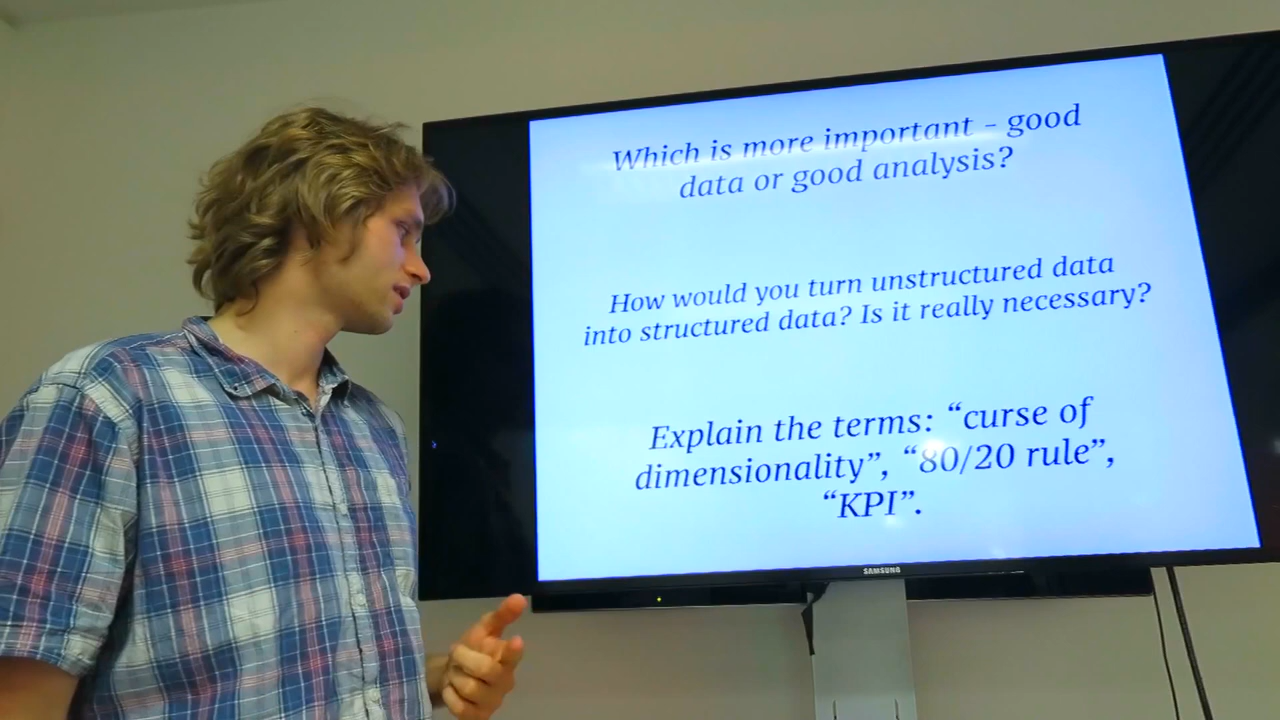 Which is more important - good
data or good analysis?
How would you turn unstructured data
into structured data? Is it really necessary?
Explain the terms: “curse of
dimensionality”, “80/20 rule”,
“KPI”.
SAMSUNG